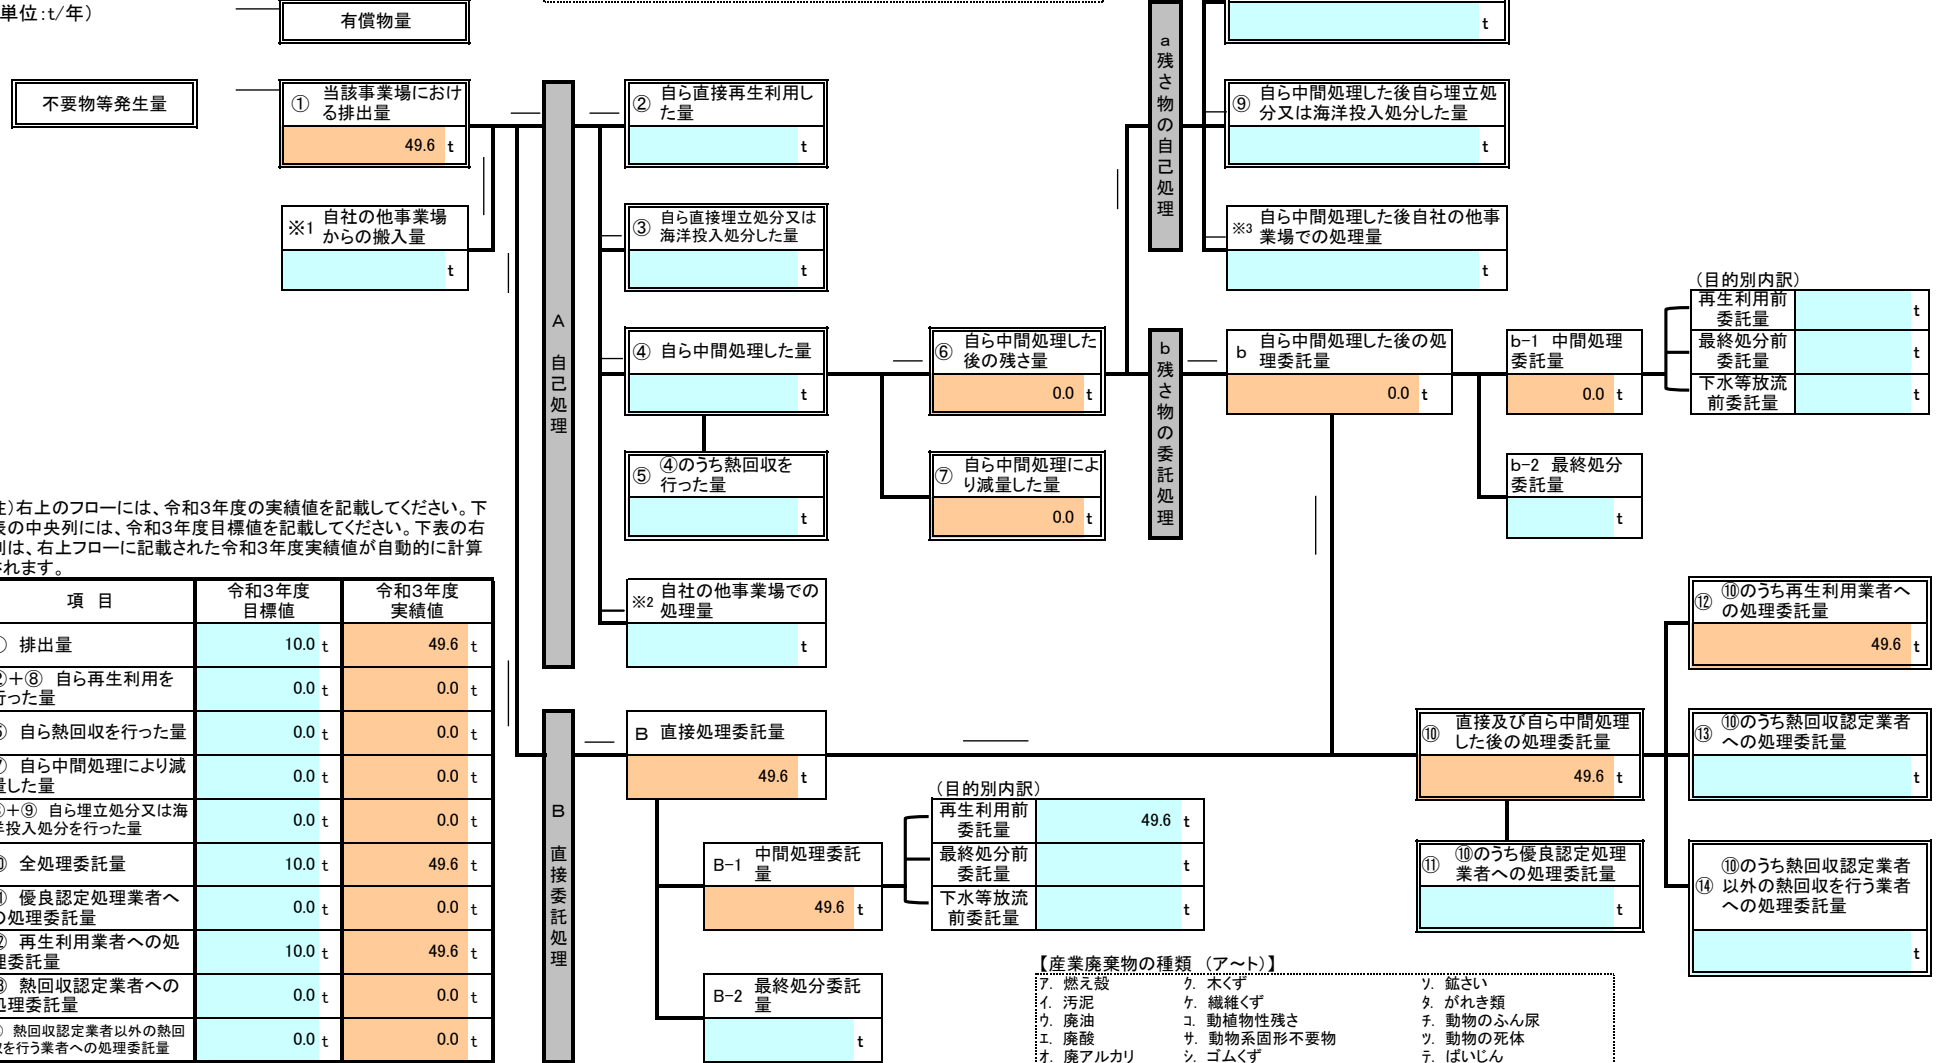 単位:t/年)
有償物量
t
不要物等発生量
① 当該事業場におけ
る排出量
49.6 t
※1 自社の他事業場
からの搬入量
t
A 自己処理
② 自ら直接再生利用し
た量
t
③ 自ら直接埋立処分又は
海洋投入処分した量
t
④ 自ら中間処理した量
t
⑤ ④のうち熱回収を
行った量
t
※2 自社の他事業場での
処理量
t
⑥ 自ら中間処理した
後の残さ量
0.0 t
⑦ 自ら中間処理によ
り減量した量
0.0 t
a残さ物の自己処理
⑨ 自ら中間処理した後自ら埋立処
分又は海洋投入処分した量
t
※3 自ら中間処理した後自社の他事
業場での処理量
t
b残さ物の委託処理
b 自ら中間処理した後の処
理委託量
0.0 t
b-1 中間処理
委託量
0.0 t
b-2 最終処分
委託量
t
(目的別内訳)
再生利用前
委託量
t
最終処分前
委託量
t
下水等放流
前委託量
t
)右上のフローには、令和3年度の実績値を記載してください。下
の中央列には、令和3年度目標値を記載してください。下表の右
は、右上フローに記載された令和3年度実績値が自動的に計算
れます。
項 目 令和3年度
目標値 令和3年度
実績値
排出量 10.0 t 49.6 t
+⑧ 自ら再生利用を
った量 0.0 t 0.0 t
自ら熱回収を行った量 0.0 t 0.0 t
自ら中間処理により減
した量 0.0 t 0.0 t
+⑨ 自ら埋立処分又は海
投入処分を行った量 0.0 t 0.0 t
全処理委託量 10.0 t 49.6 t
優良認定処理業者へ
の処理委託量 0.0 t 0.0 t
再生利用業者への処
理委託量 10.0 t 49.6 t
熱回収認定業者への
処理委託量 0.0 t 0.0 t
熱回収認定業者以外の熱回
を行う業者への処理委託量 0.0 t 0.0 t
B 直接委託処理
B 直接処理委託量
49.6 t
B-1 中間処理委託
量
49.6 t
B-2 最終処分委託
量
t
(目的別内訳)
再生利用前
委託量
49.6 t
最終処分前
委託量
t
下水等放流
前委託量
t
⑩ 直接及び自ら中間処理
した後の処理委託量
49.6 t
⑪ ⑩のうち優良認定処理
業者への処理委託量
t
⑫ ⑩のうち再生利用業者へ
の処理委託量
49.6 t
⑬ ⑩のうち熱回収認定業者
への処理委託量
t
⑭ ⑩のうち熱回収認定業者
以外の熱回収を行う業者
への処理委託量
t
【産業廃棄物の種類 (ア~ト)】
ア. 燃え殻 ク. 木くず ソ. 鉱さい
イ. 汚泥 ケ. 繊維くず タ. がれき類
ウ. 廃油 コ. 動植物性残さ チ. 動物のふん尿
エ. 廃酸 サ. 動物系固形不要物 ツ. 動物の死体
オ. 廃アルカリ シ. ゴムくず テ. ばいじん